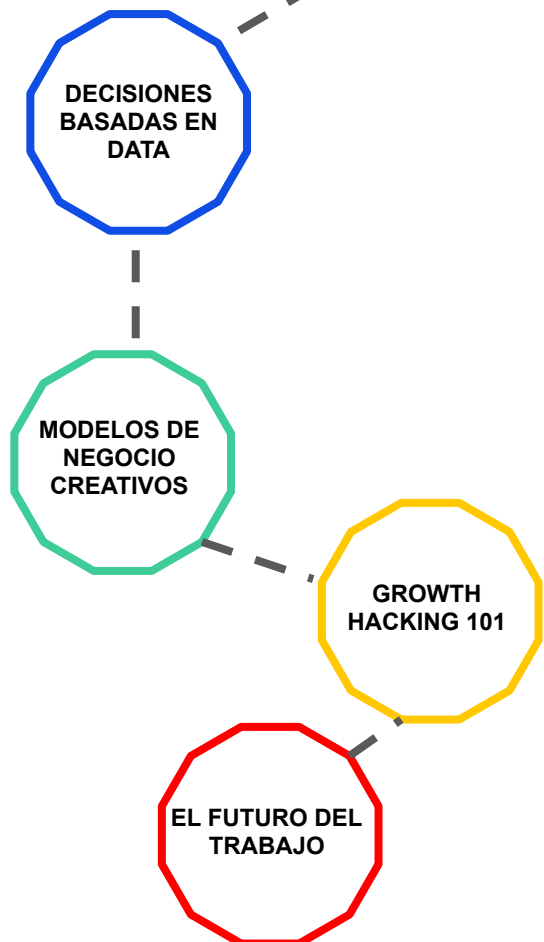 DECISIONES
BASADAS EN
DATA
MODELOS DE
NEGOCIO
CREATIVOS
GROWTH
HACKING 101
EL FUTURO DEL
TRABAJO